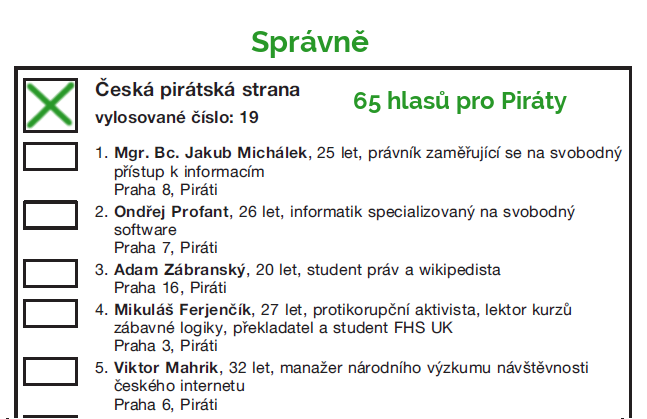 Správně
Česká pirátská strana
65 hlasů pro Piráty
vylosované číslo: 19
1. Mgr. Bc. Jakub Michálek, 25 let, právník zaměřující se na svobodný
přístup k informacím
Praha 8, Piráti
2. Ondřej Profant, 26 let, informatik specializovaný na svobodný
software
Praha 7, Piráti
3. Adam Zábranský, 20 let, student práv a wikipedista
Praha 16, Piráti
4. Mikuláš Ferjenčík, 27 let, protikorupční aktivista, lektor kurzů
zábavné logiky, překladatel a student FHS UK
Praha 3, Piráti
5. Viktor Mahrik, 32 let, manažer národního výzkumu návštěvnosti
českého internetu
Praha 6, Piráti